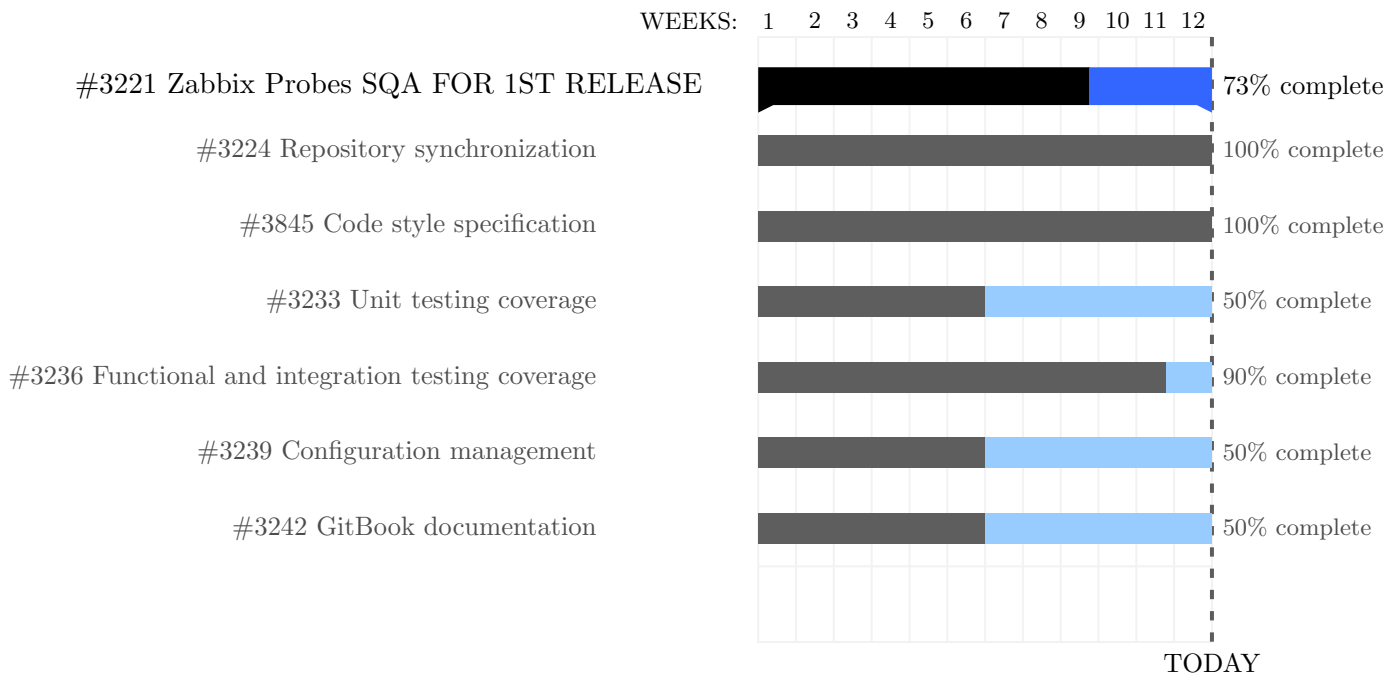 WEEKS: 1 2 3 4 5 6 7 8 9 10 11 12
#3221 Zabbix Probes SQA FOR 1ST RELEASE 73% complete
#3224 Repository synchronization 100% complete
#3845 Code style specification 100% complete
#3233 Unit testing coverage 50% complete
#3236 Functional and integration testing coverage 90% complete
#3239 Configuration management 50% complete
#3242 GitBook documentation 50% complete
TODAY